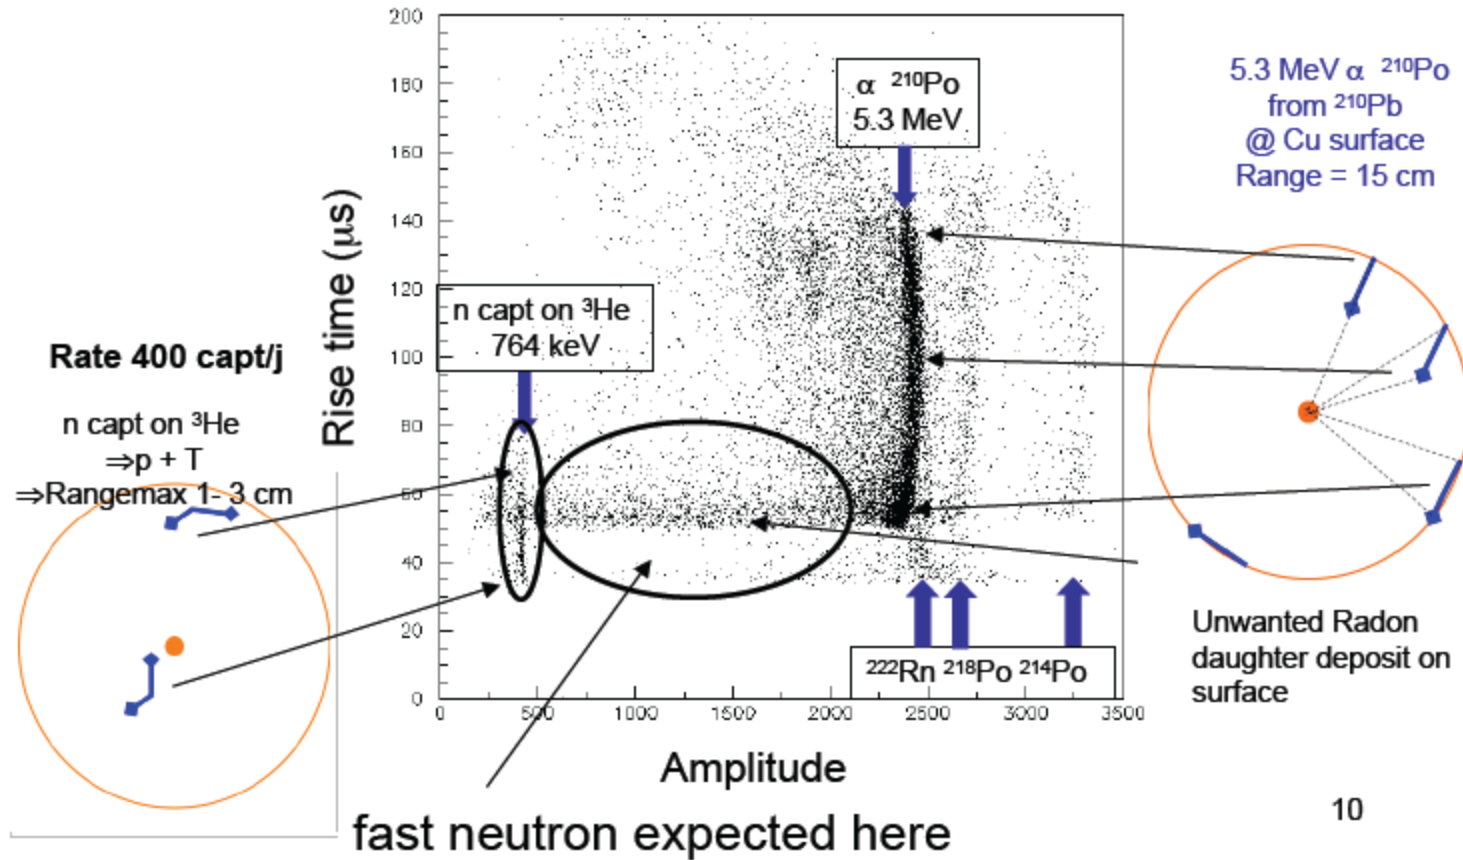 200
180
160
140
120
100
80
60
40
20
0
0
500
1000
1500
2000
2500
3000
3500
Rise time (μs)
Amplitude
α ²¹⁰Po
5.3 MeV
n capt on ³He
764 keV
²²²Rn ²¹⁸Po ²¹⁴Po
Rate 400 capt/j
n capt on ³He
⇒p + T
⇒Rangemax 1- 3 cm
5.3 MeV α ²¹⁰Po
from ²¹⁰Pb
@ Cu surface
Range = 15 cm
Unwanted Radon
daughter deposit on
surface
fast neutron expected here
10